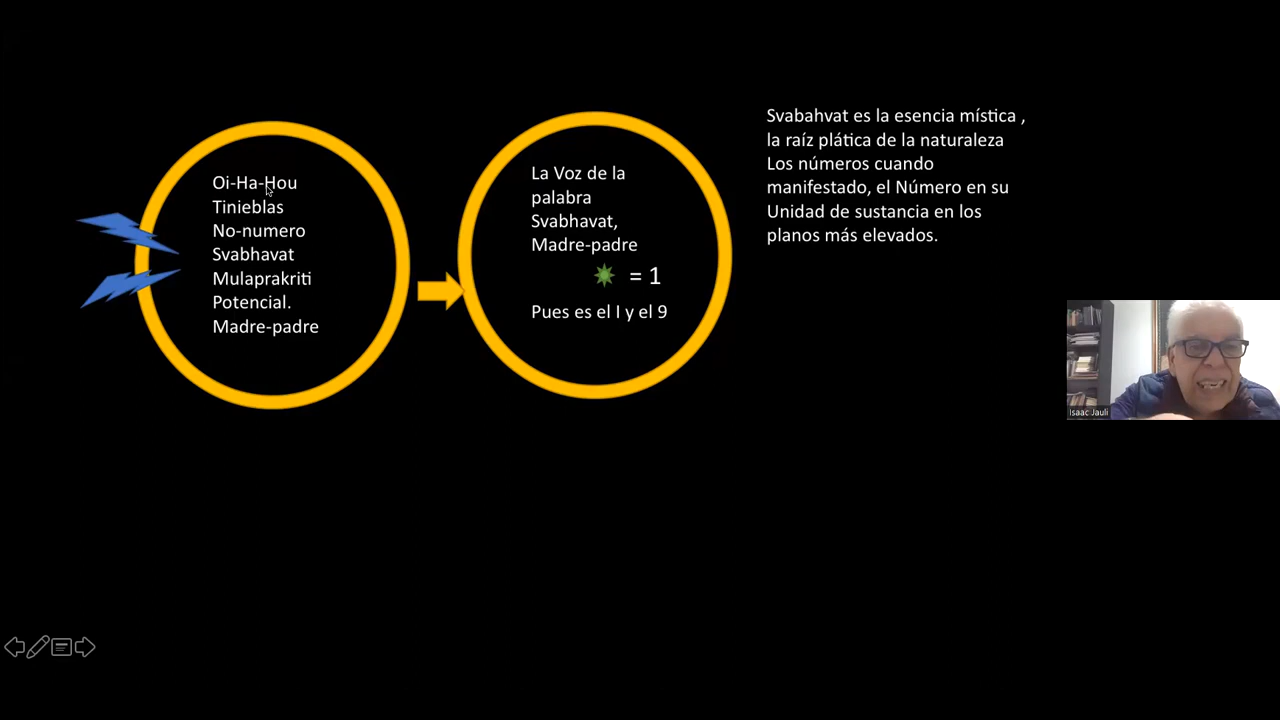 Oi-Ha-Hou
Tinieblas
No-numero
Svabhavat
Mulaprakriti
Potencial.
Madre-padre
La Voz de la
palabra
Svabhavat,
Madre-padre
= 1
Pues es el I y el 9
Svabahvat es la esencia mística ,
la raíz plática de la naturaleza
Los números cuando
manifestado, el Número en su
Unidad de sustancia en los
planos más elevados.
Isaac Jauli